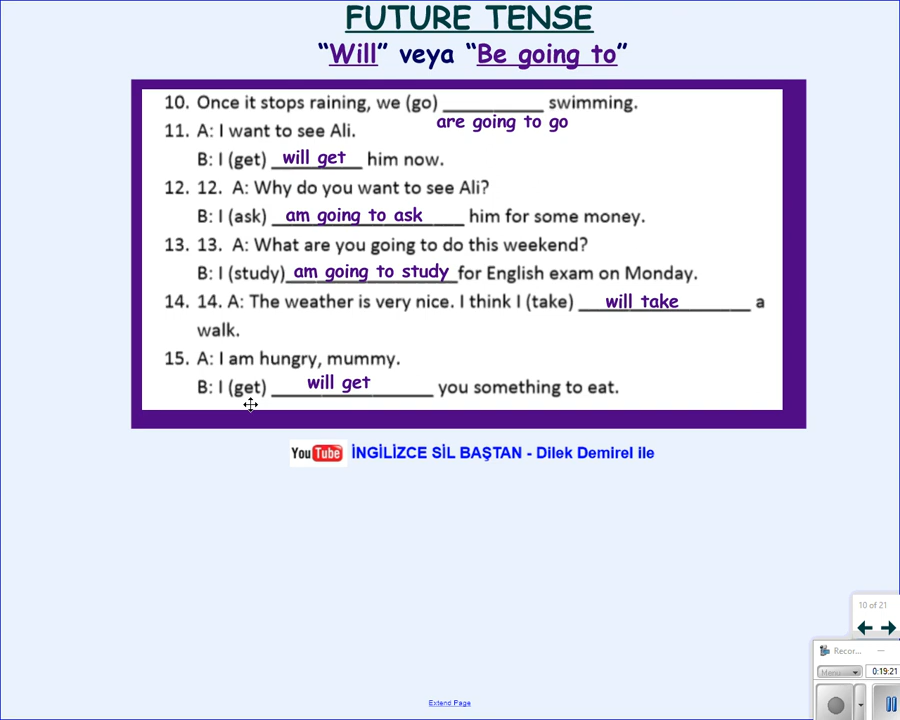 FUTURE TENSE
“Will” veya “Be going to”
10. Once it stops raining, we (go) __________ swimming.
are going to go
11. A: I want to see Ali.
B: I (get) will get him now.
12. 12. A: Why do you want to see Ali?
B: I (ask) am going to ask him for some money.
13. 13. A: What are you going to do this weekend?
B: I (study) am going to study for English exam on Monday.
14. 14. A: The weather is very nice. I think I (take) will take a
walk.
15. A: I am hungry, mummy.
B: I (get) will get you something to eat.
You Tube İNGİLİZCE SİL BAŞTAN - Dilek Demirel ile
10 of 21
Recor...
Menu 0:19:21
Extend Page